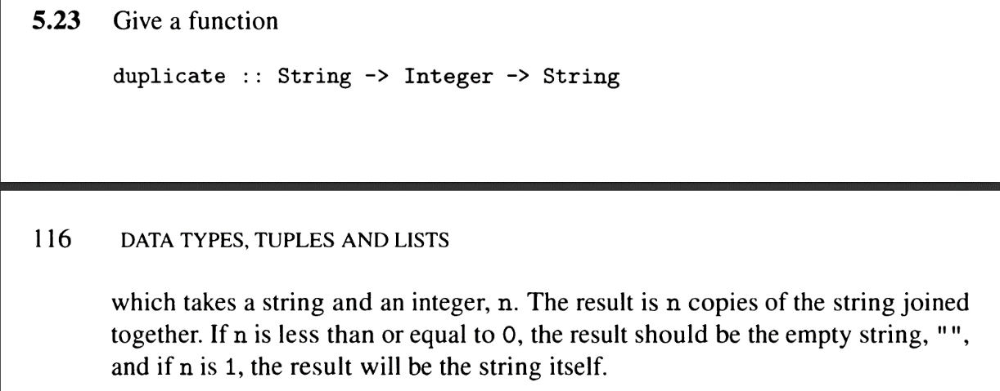 5.23 Give a function
duplicate :: String -> Integer -> String
116 DATA TYPES, TUPLES AND LISTS
which takes a string and an integer, n. The result is n copies of the string joined
together. If n is less than or equal to 0, the result should be the empty string, "",
and if n is 1, the result will be the string itself.